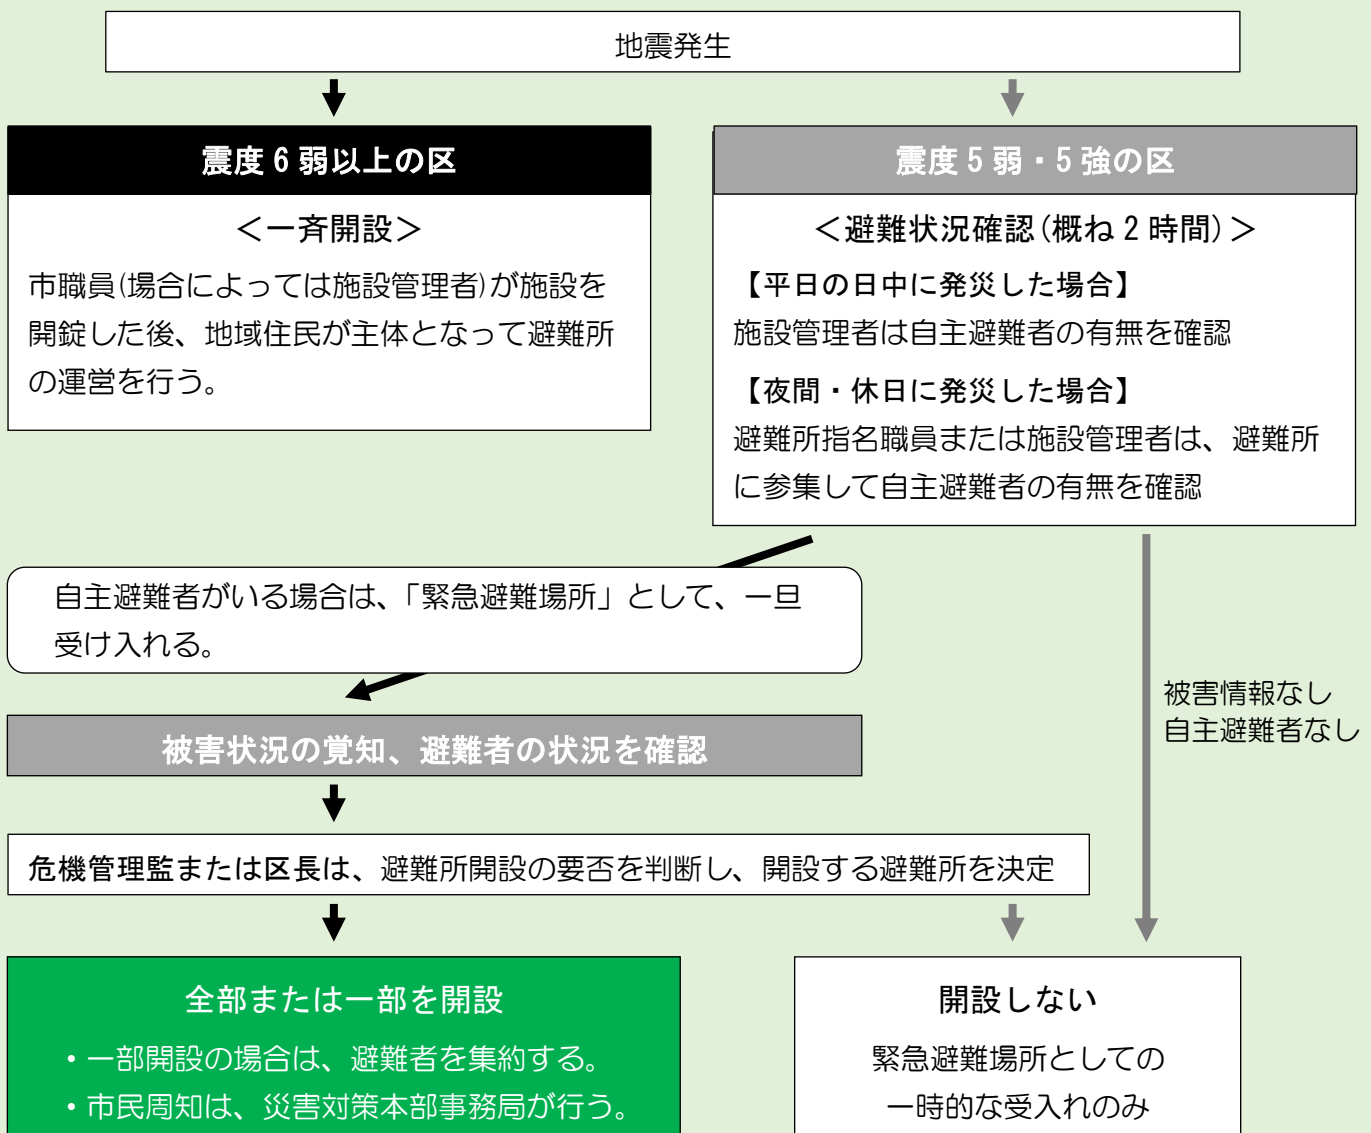 地震発生
震度6弱以上の区
＜一斉開設＞
市職員(場合によっては施設管理者)が施設を
開錠した後、地域住民が主体となって避難所
の運営を行う。
震度5弱・5強の区
＜避難状況確認(概ね2時間)＞
【平日の日中に発災した場合】
施設管理者は自主避難者の有無を確認
【夜間・休日に発災した場合】
避難所指名職員または施設管理者は、避難所
に参集して自主避難者の有無を確認
自主避難者がいる場合は、「緊急避難場所」として、一旦
受け入れる。
被害情報なし
自主避難者なし
被害状況の覚知、避難者の状況を確認
危機管理監または区長は、避難所開設の要否を判断し、開設する避難所を決定
全部または一部を開設
・一部開設の場合は、避難者を集約する。
・市民周知は、災害対策本部事務局が行う。
開設しない
緊急避難場所としての
一時的な受入れのみ